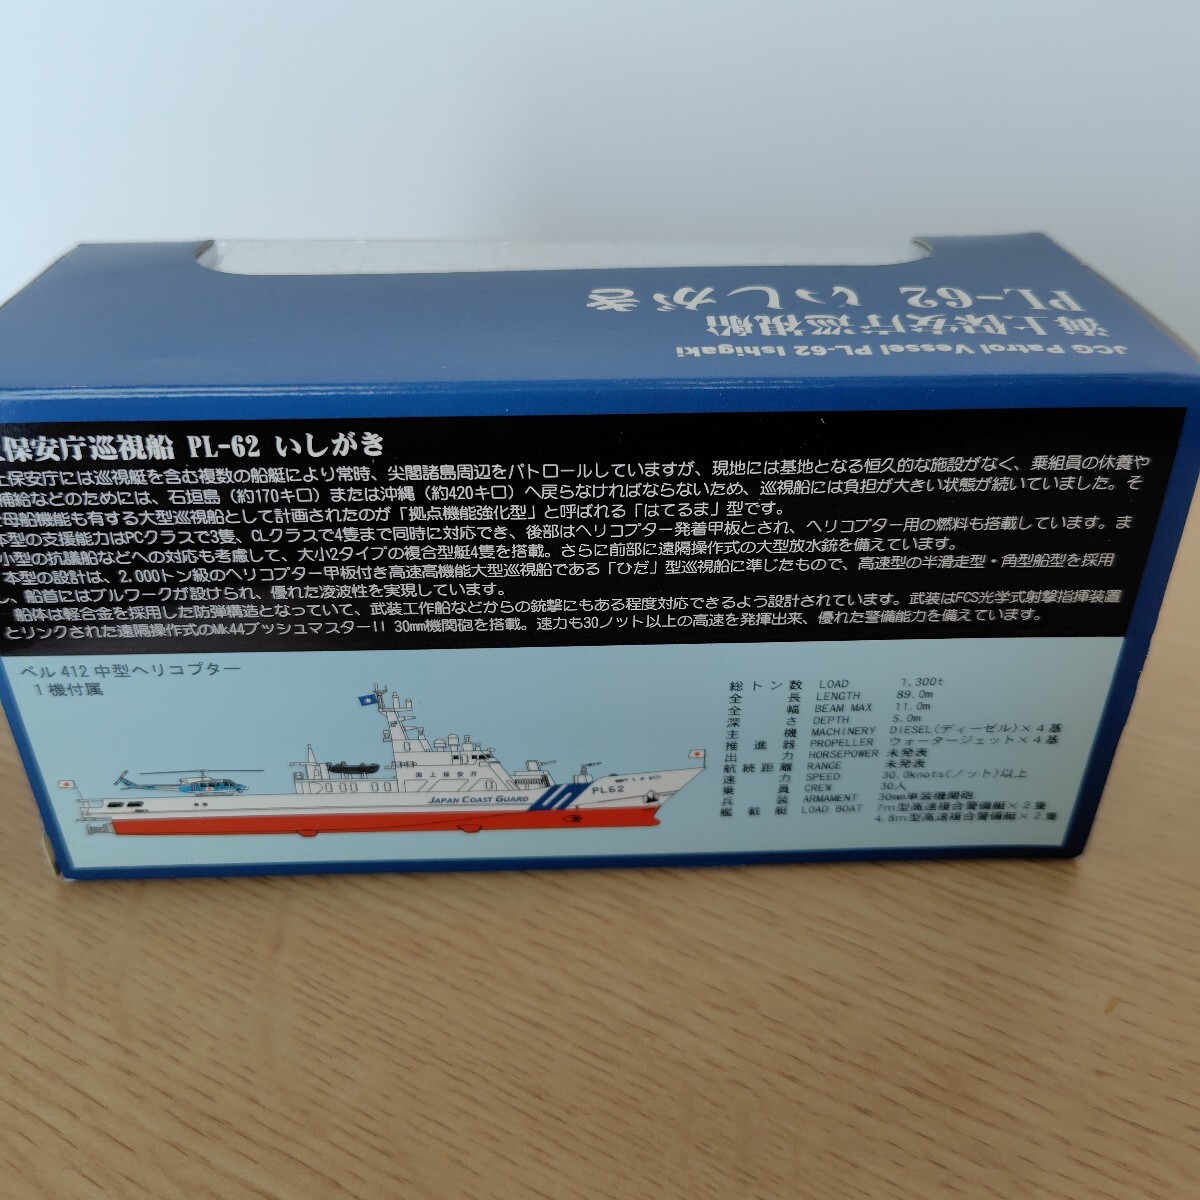 海上保安庁巡視船
PL-62 いしがき
JCG Patrol Vessel PL-62 Ishigaki
保安庁巡視船 PL-62 いしがき
上保安庁には巡視艇を含む複数の船艇により常時、尖閣諸島周辺をパトロールしていますが、現地には基地となる恒久的な施設がなく、乗組員の休養や
補給などのためには、石垣島（約170キロ）または沖縄（約420キロ）へ戻らなければならないため、巡視船には負担が大きい状態が続いていました。そ
母船機能も有する大型巡視船として計画されたのが「拠点機能強化型」と呼ばれる「はてるま」型です。
本型の支援能力はPCクラスで3隻、CLクラスで4隻まで同時に対応でき、後部はヘリコプター発着甲板とされ、ヘリコプター用の燃料も搭載しています。ま
小型の抗議船などへの対応も考慮して、大小2タイプの複合型艇4隻を搭載。さらに前部に遠隔操作式の大型放水銃を備えています。
本型の設計は、2,000トン級のヘリコプター甲板付き高速高機能大型巡視船である「ひだ」型巡視船に準じたもので、高速型の半滑走型・角型船型を採用
し、船首にはブルワークが設けられ、優れた凌波性を実現しています。
船体は軽合金を採用した防弾構造となっていて、武装工作船などからの銃撃にもある程度対応できるよう設計されています。武装はFCS光学式射撃指揮装置
とリンクされた遠隔操作式のMk44ブッシュマスターII 30mm機関砲を搭載。速力も30ノット以上の高速を発揮出来、優れた警備能力を備えています。
ベル412中型ヘリコプター
1機付属
海上保安庁
JAPAN COAST GUARD
PL62
総トン数 LOAD 1,300t
全長 LENGTH 89.0m
全幅 BEAM MAX 11.0m
深さ DEPTH 5.0m
主機 MACHINERY DIESEL(ディーゼル)×4基
推進器 PROPELLER ウォータージェット×4基
出力 HORSEPOWER 未発表
航続距離 RANGE 未発表
速力 SPEED 30.0knots(ノット)以上
乗員 CREW 30人
兵装 ARMAMENT 30mm単装機関砲
艦載艇 LOAD BOAT 7m型高速複合警備艇×2隻
4.8m型高速複合警備艇×2隻